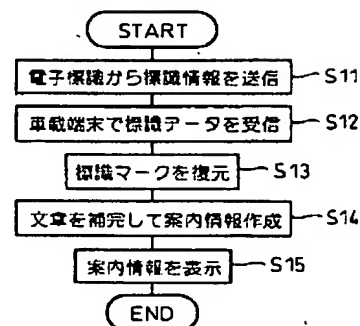 START
電子標識から標識情報を送信 S11
車載端末で標識データを受信 S12
標識マークを復元 S13
文章を補完して案内情報作成 S14
案内情報を表示 S15
END